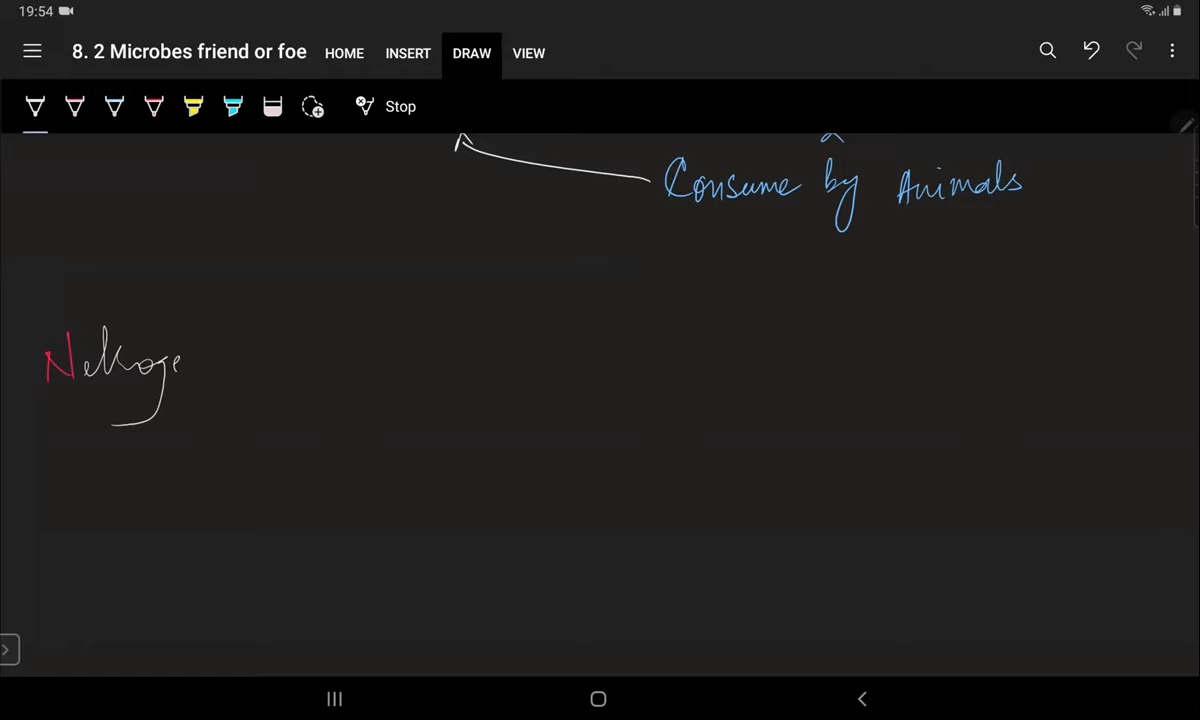 19:54
8. 2 Microbes friend or foe HOME INSERT DRAW VIEW
Stop
Consume by Animals